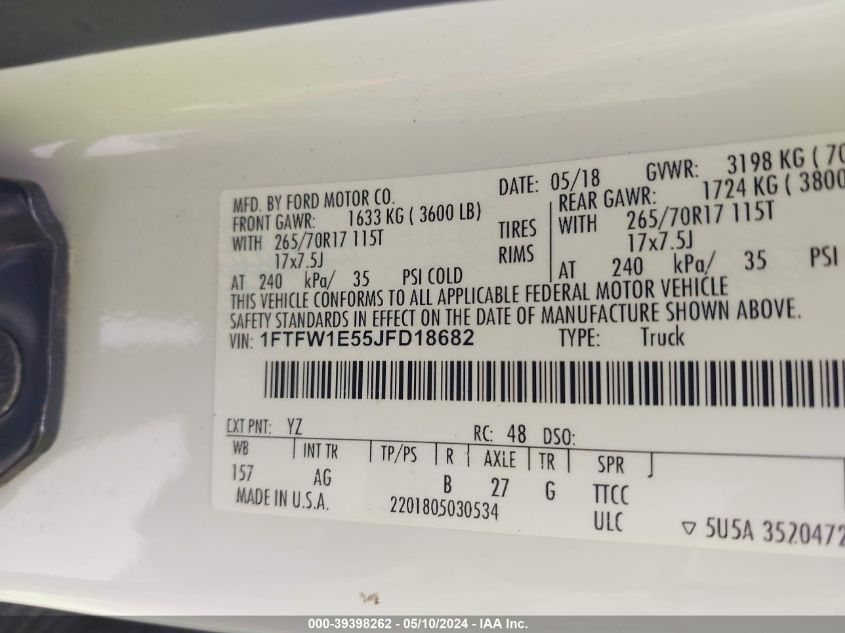 MFD. BY FORD MOTOR CO. DATE: 05/18 GVWR: 3198 KG ( 70
FRONT GAWR: 1633 KG ( 3600 LB) REAR GAWR: 1724 KG ( 3800
WITH 265/70R17 115T TIRES WITH 265/70R17 115T
17x7.5J RIMS 17x7.5J
AT 240 kPa/ 35 PSI COLD AT 240 kPa/ 35 PSI
THIS VEHICLE CONFORMS TO ALL APPLICABLE FEDERAL MOTOR VEHICLE
SAFETY STANDARDS IN EFFECT ON THE DATE OF MANUFACTURE SHOWN ABOVE.
VIN: 1FTFW1E55JFD18682 TYPE: Truck
EXT PNT: YZ RC: 48 DSO:
WB INT TR TP/PS R AXLE TR SPR
157 AG B 27 G TTCC
MADE IN U.S.A. 2201805030534 ULC ▽ 5U5A 3520472
000-39398262 - 05/10/2024 - IAA Inc.